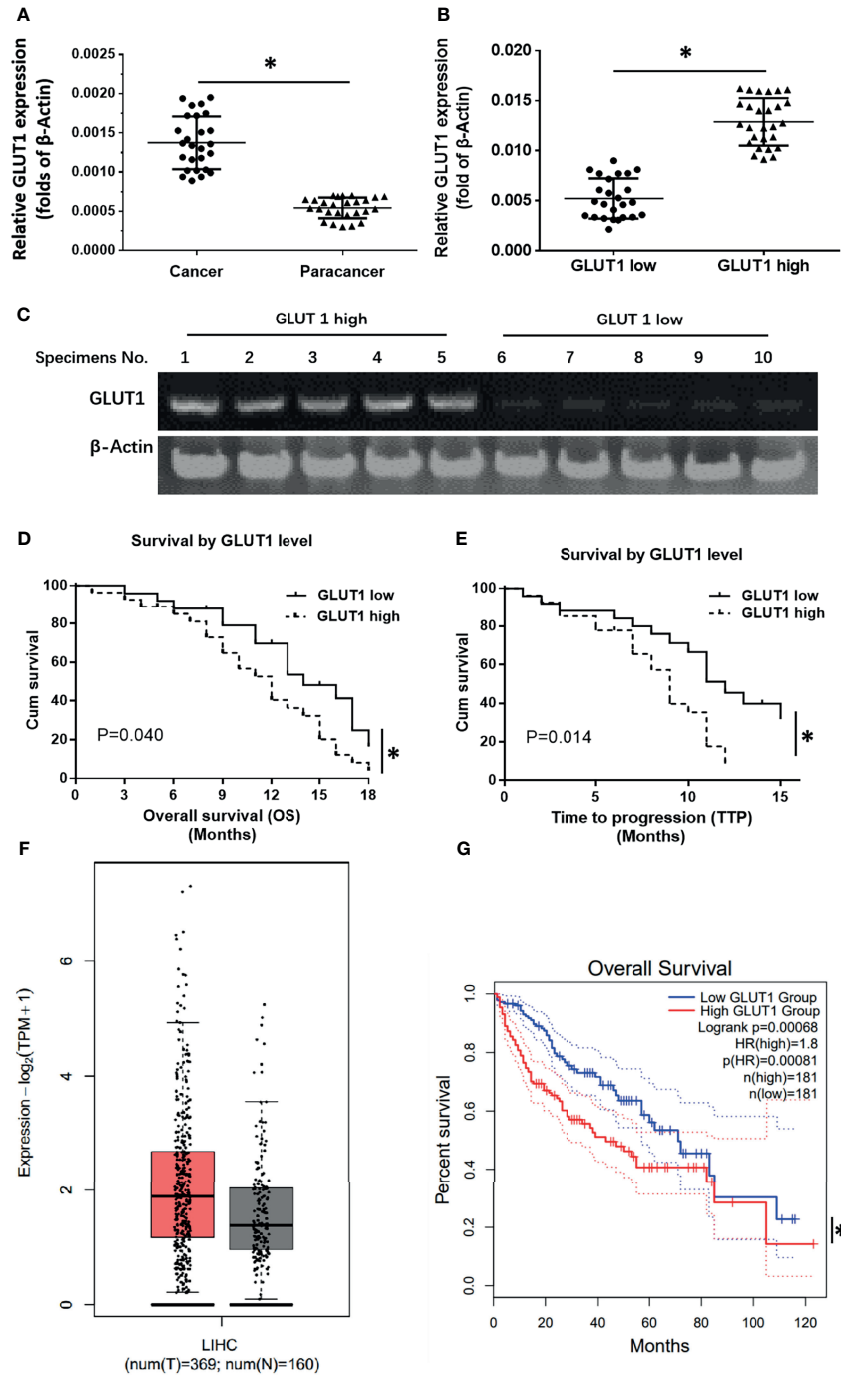 A
Relative GLUT1 expression
(folds of β-Actin)
0.0025
0.0020
0.0015
0.0010
0.0005
0.0000
*
Cancer
Paracancer
B
Relative GLUT1 expression
(fold of β-Actin)
0.020
0.015
0.010
0.005
0.000
*
GLUT1 low
GLUT1 high
C
GLUT 1 high
GLUT 1 low
Specimens No.
1 2 3 4 5 6 7 8 9 10
GLUT1
β-Actin
D
Survival by GLUT1 level
Cum survival
100
80
60
40
20
0
GLUT1 low
GLUT1 high
P=0.040
*
0 3 6 9 12 15 18
Overall survival (OS)
(Months)
E
Survival by GLUT1 level
Cum survival
100
80
60
40
20
0
GLUT1 low
GLUT1 high
P=0.014
*
0 5 10 15
Time to progression (TTP)
(Months)
F
Expression – log2(TPM + 1)
6
4
2
0
LIHC
(num(T)=369; num(N)=160)
G
Overall Survival
Percent survival
1.0
0.8
0.6
0.4
0.2
0.0
Low GLUT1 Group
High GLUT1 Group
Logrank p=0.00068
HR(high)=1.8
p(HR)=0.00081
n(high)=181
n(low)=181
*
0 20 40 60 80 100 120
Months